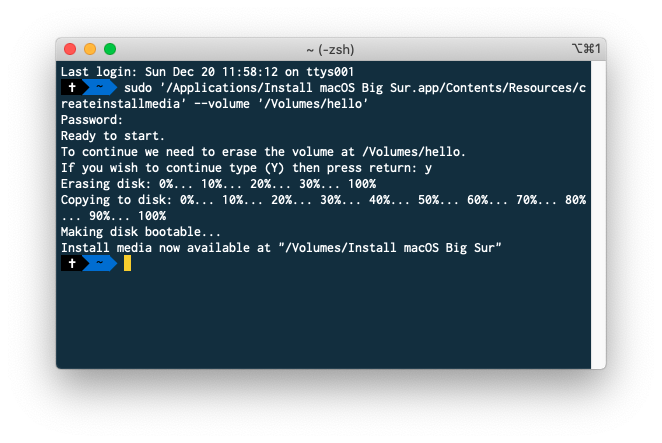 ~ (-zsh)
⌥⌘1
Last login: Sun Dec 20 11:58:12 on ttys001
✝ ~ sudo '/Applications/Install macOS Big Sur.app/Contents/Resources/c
reateinstallmedia' --volume '/Volumes/hello'
Password:
Ready to start.
To continue we need to erase the volume at /Volumes/hello.
If you wish to continue type (Y) then press return: y
Erasing disk: 0%... 10%... 20%... 30%... 100%
Copying to disk: 0%... 10%... 20%... 30%... 40%... 50%... 60%... 70%... 80%
... 90%... 100%
Making disk bootable...
Install media now available at "/Volumes/Install macOS Big Sur"
✝ ~